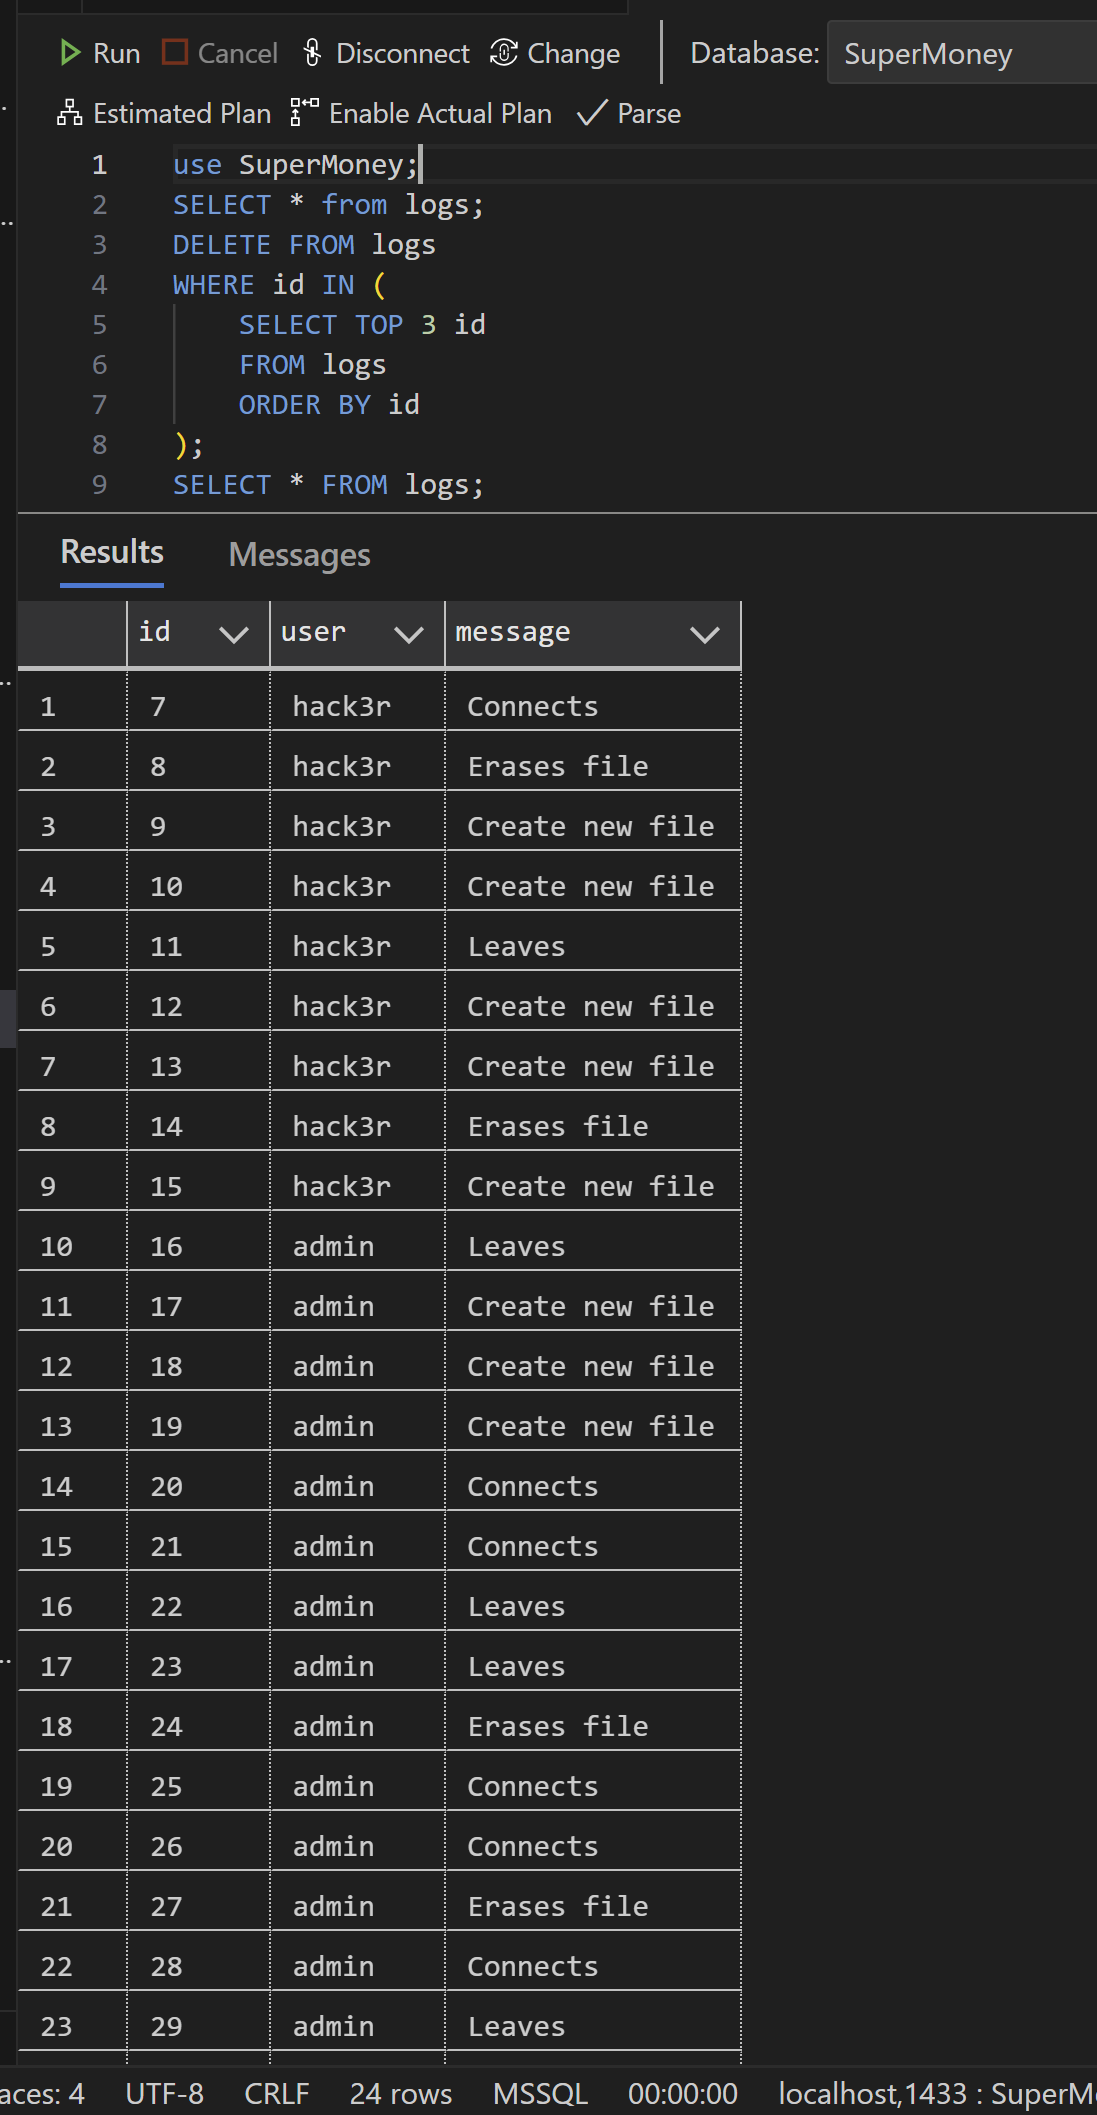 Run Cancel Disconnect Change Database: SuperMoney
Estimated Plan Enable Actual Plan Parse
1 use SuperMoney;
2 SELECT * from logs;
3 DELETE FROM logs
4 WHERE id IN (
5 SELECT TOP 3 id
6 FROM logs
7 ORDER BY id
8 );
9 SELECT * FROM logs;
Results Messages
id user message
1 7 hack3r Connects
2 8 hack3r Erases file
3 9 hack3r Create new file
4 10 hack3r Create new file
5 11 hack3r Leaves
6 12 hack3r Create new file
7 13 hack3r Create new file
8 14 hack3r Erases file
9 15 hack3r Create new file
10 16 admin Leaves
11 17 admin Create new file
12 18 admin Create new file
13 19 admin Create new file
14 20 admin Connects
15 21 admin Connects
16 22 admin Leaves
17 23 admin Leaves
18 24 admin Erases file
19 25 admin Connects
20 26 admin Connects
21 27 admin Erases file
22 28 admin Connects
23 29 admin Leaves
aces: 4 UTF-8 CRLF 24 rows MSSQL 00:00:00 localhost,1433 : SuperM